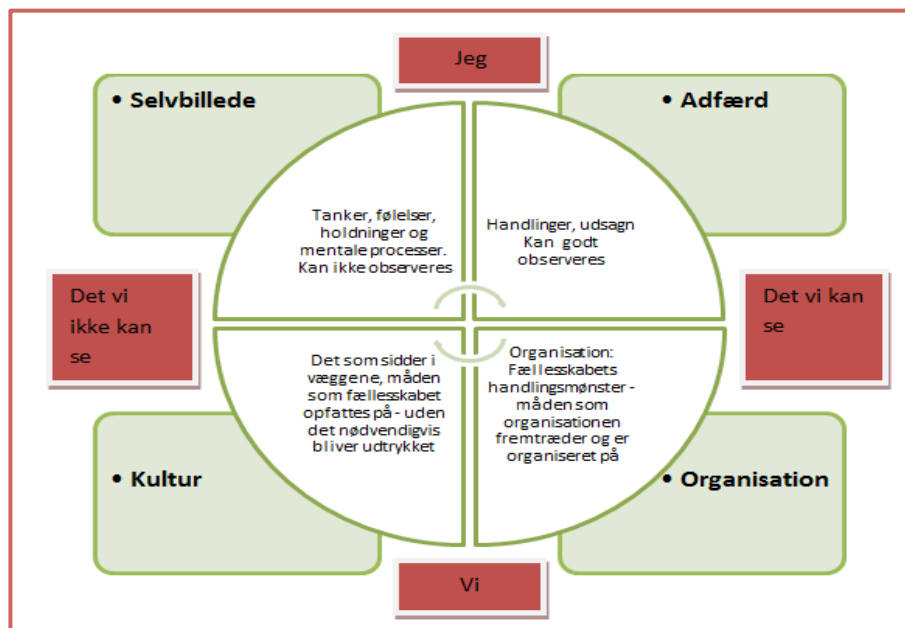 Jeg
• Selvbillede
• Adfærd
Tanker, følelser,
holdninger og
mentale processer.
Kan ikke observeres
Handlinger, udsagn
Kan godt
observeres
Det vi
ikke kan
se
Det vi kan
se
Det som sidder i
væggene, måden
som fællesskabet
opfattes på - uden
det nødvendigvis
bliver udtrykket
Organisation:
Fællesskabets
handlingsmønster -
måden som
organisationen
fremtræder og er
organiseret på
• Kultur
• Organisation
Vi